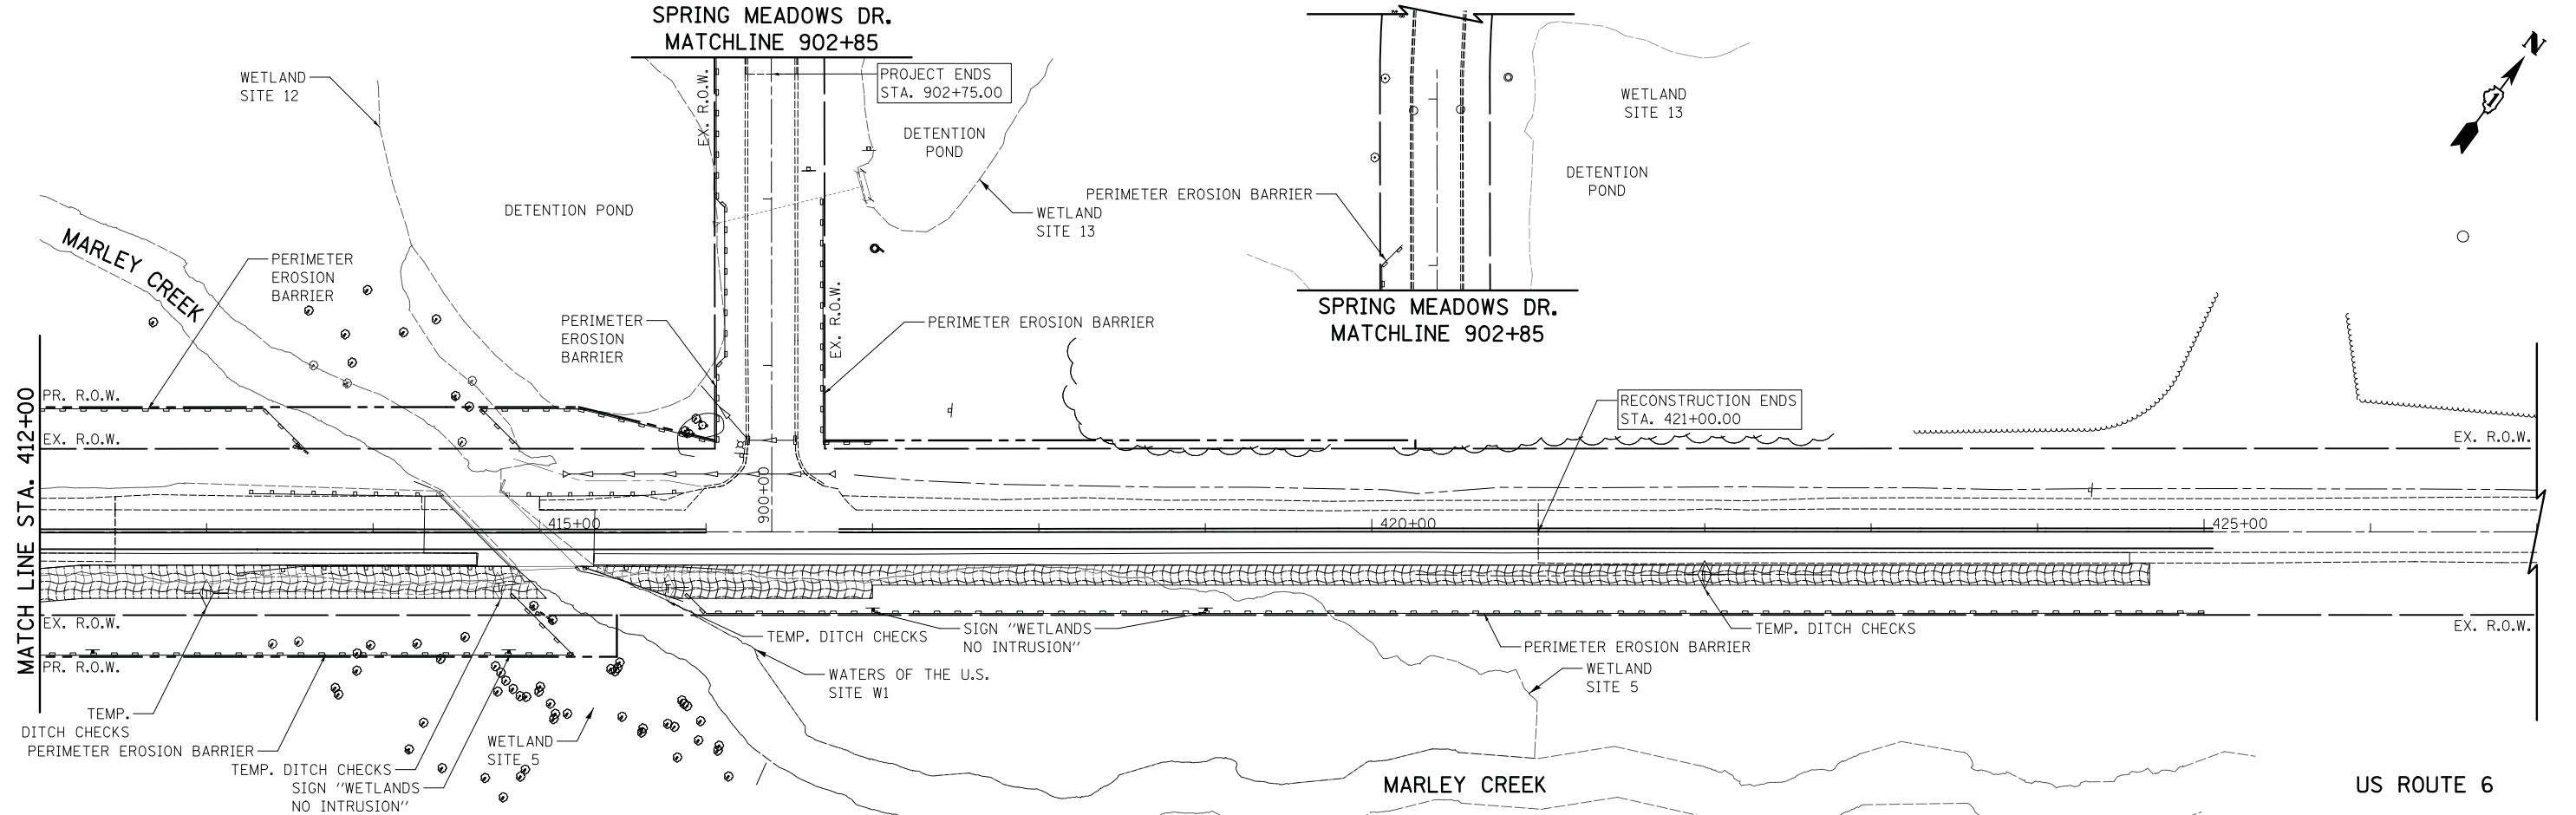 SPRING MEADOWS DR.
MATCHLINE 902+85
N
1
WETLAND
SITE 12
EX. R.O.W.
PROJECT ENDS
STA. 902+75.00
DETENTION
POND
WETLAND
SITE 13
DETENTION
POND
PERIMETER EROSION BARRIER
DETENTION POND
WETLAND
SITE 13
MARLEY CREEK
PERIMETER
EROSION
BARRIER
PERIMETER
EROSION
BARRIER
EX. R.O.W.
PERIMETER EROSION BARRIER
SPRING MEADOWS DR.
MATCHLINE 902+85
MATCH LINE STA. 412+00
PR. R.O.W.
EX. R.O.W.
RECONSTRUCTION ENDS
STA. 421+00.00
EX. R.O.W.
900+00
415+00
420+00
425+00
EX. R.O.W.
PR. R.O.W.
TEMP. DITCH CHECKS
SIGN "WETLANDS
NO INTRUSION"
TEMP. DITCH CHECKS
EX. R.O.W.
PERIMETER EROSION BARRIER
WATERS OF THE U.S.
SITE W1
WETLAND
SITE 5
TEMP.
DITCH CHECKS
PERIMETER EROSION BARRIER
WETLAND
SITE 5
TEMP. DITCH CHECKS
SIGN "WETLANDS
NO INTRUSION"
MARLEY CREEK
US ROUTE 6